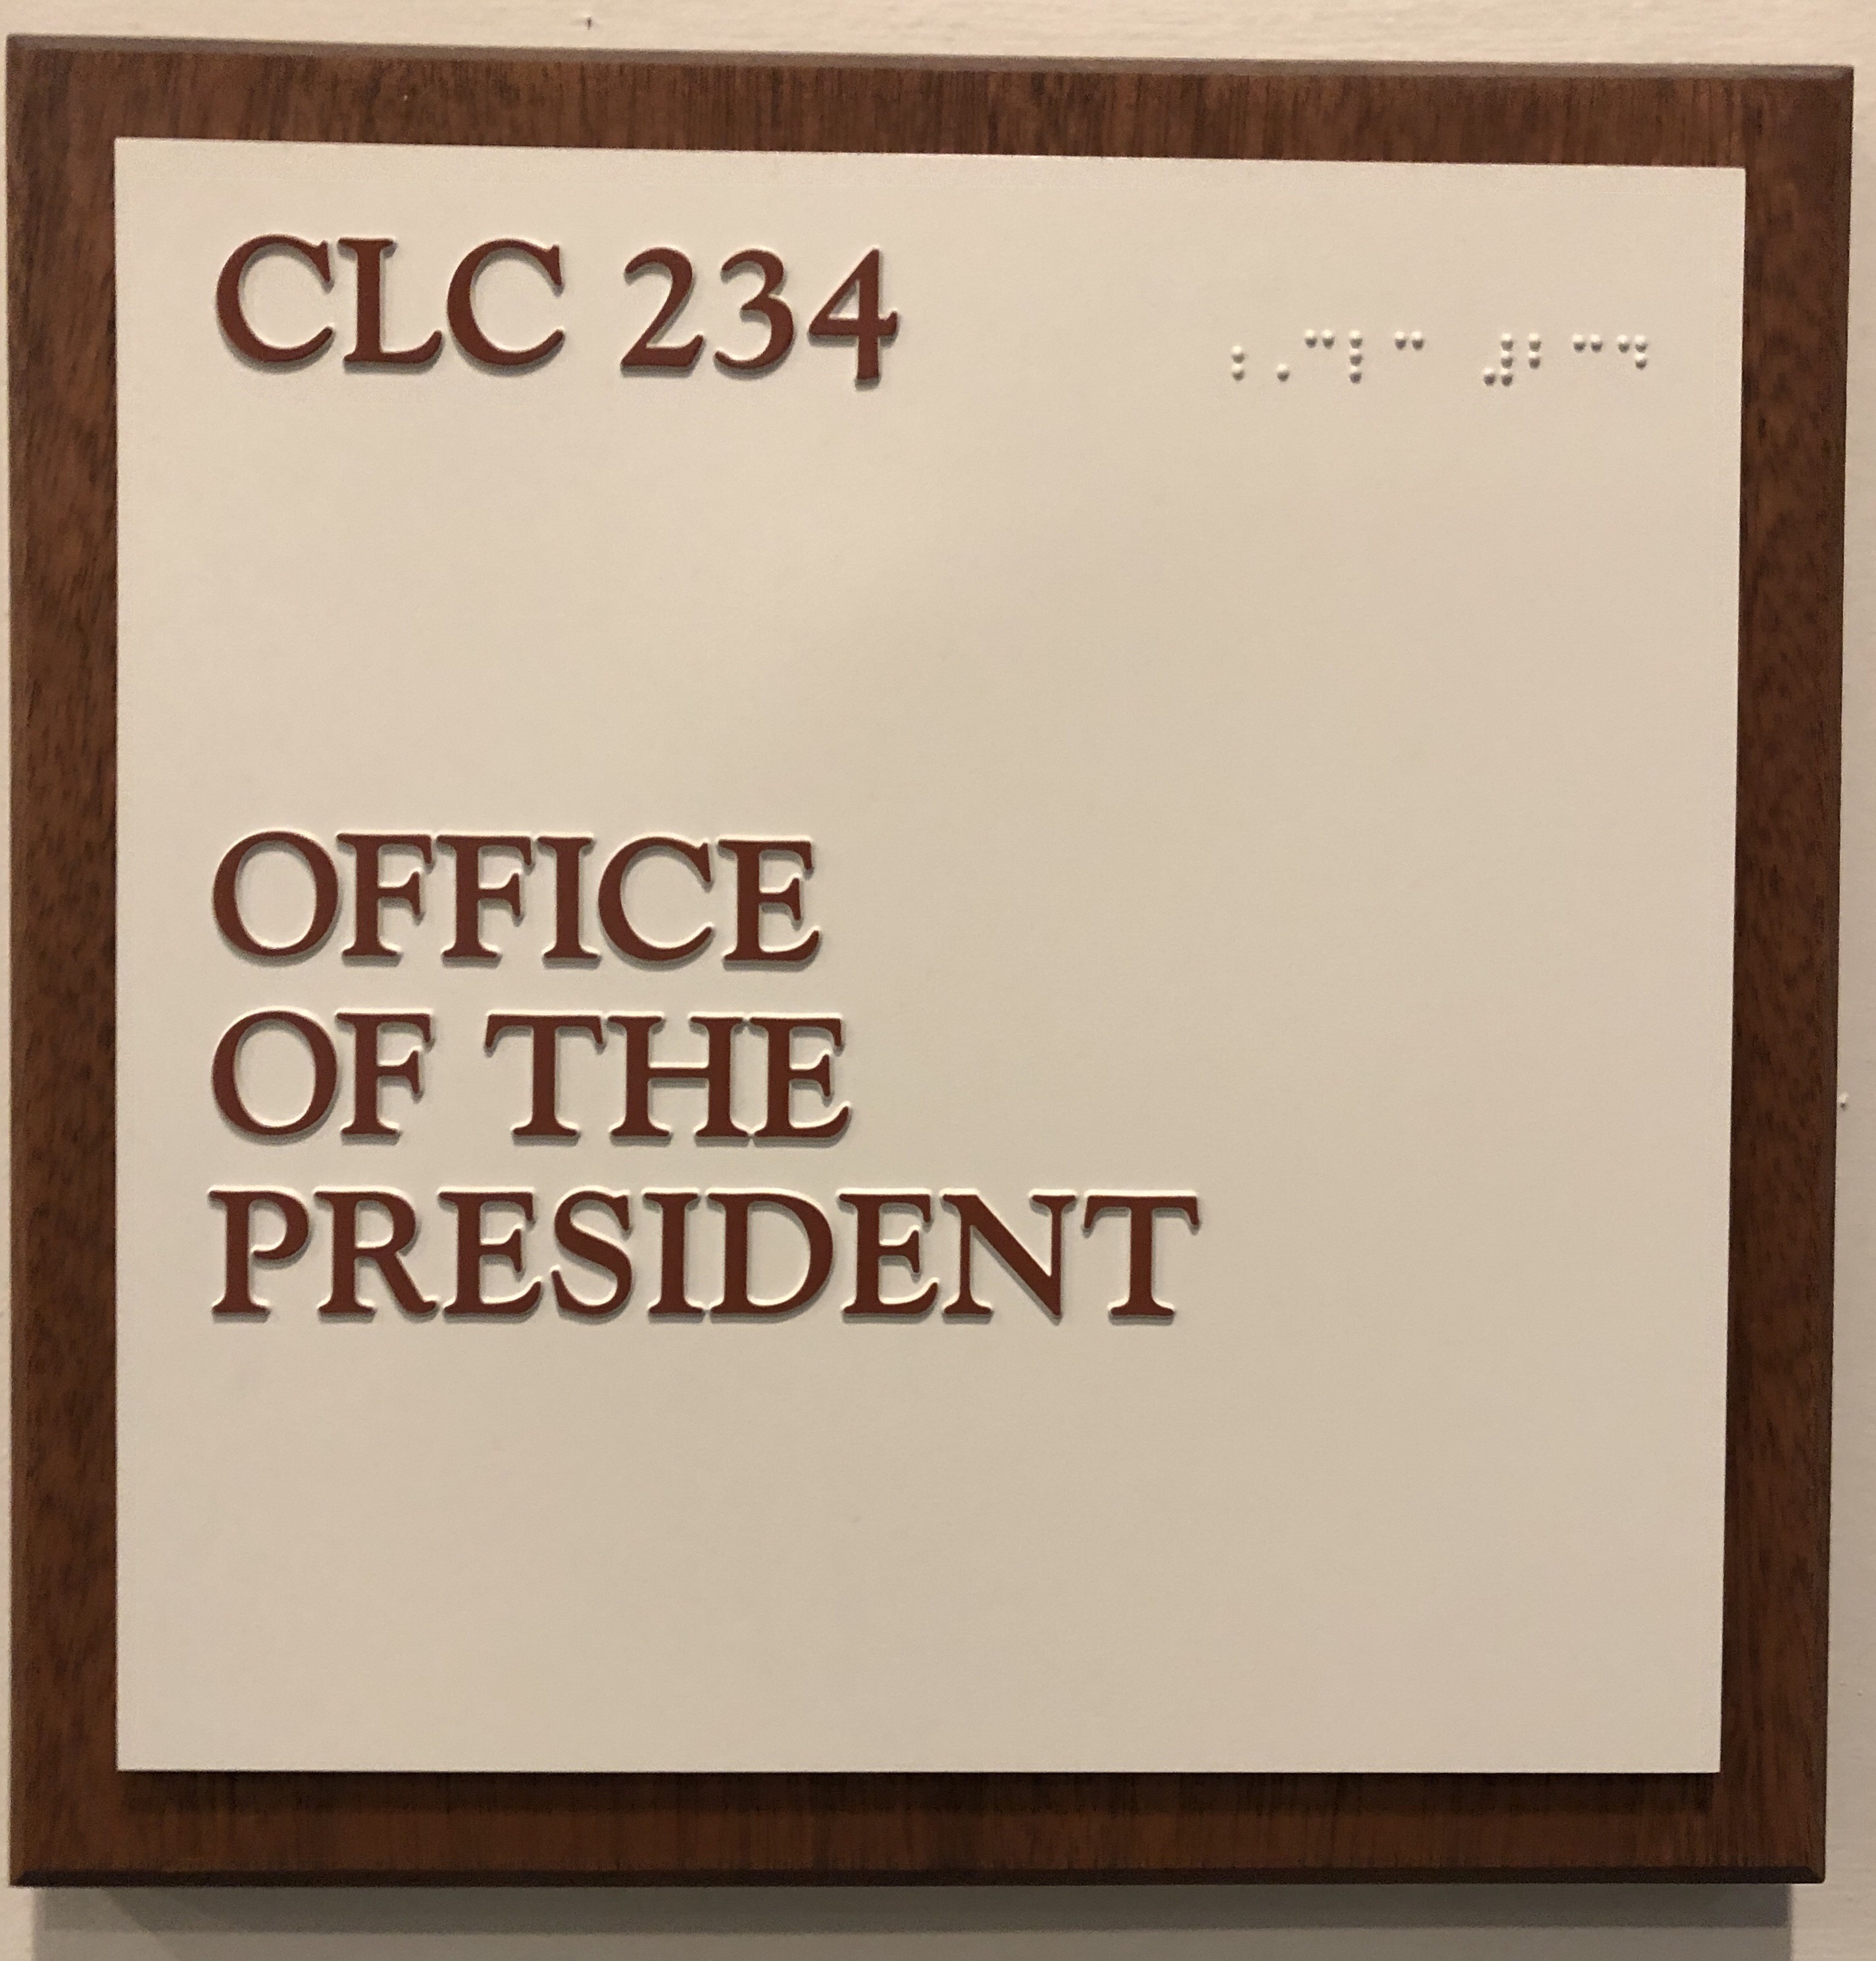 CLC 234 ⠰⠠⠉⠇⠉ ⠼⠃⠉⠙
OFFICE
OF THE
PRESIDENT